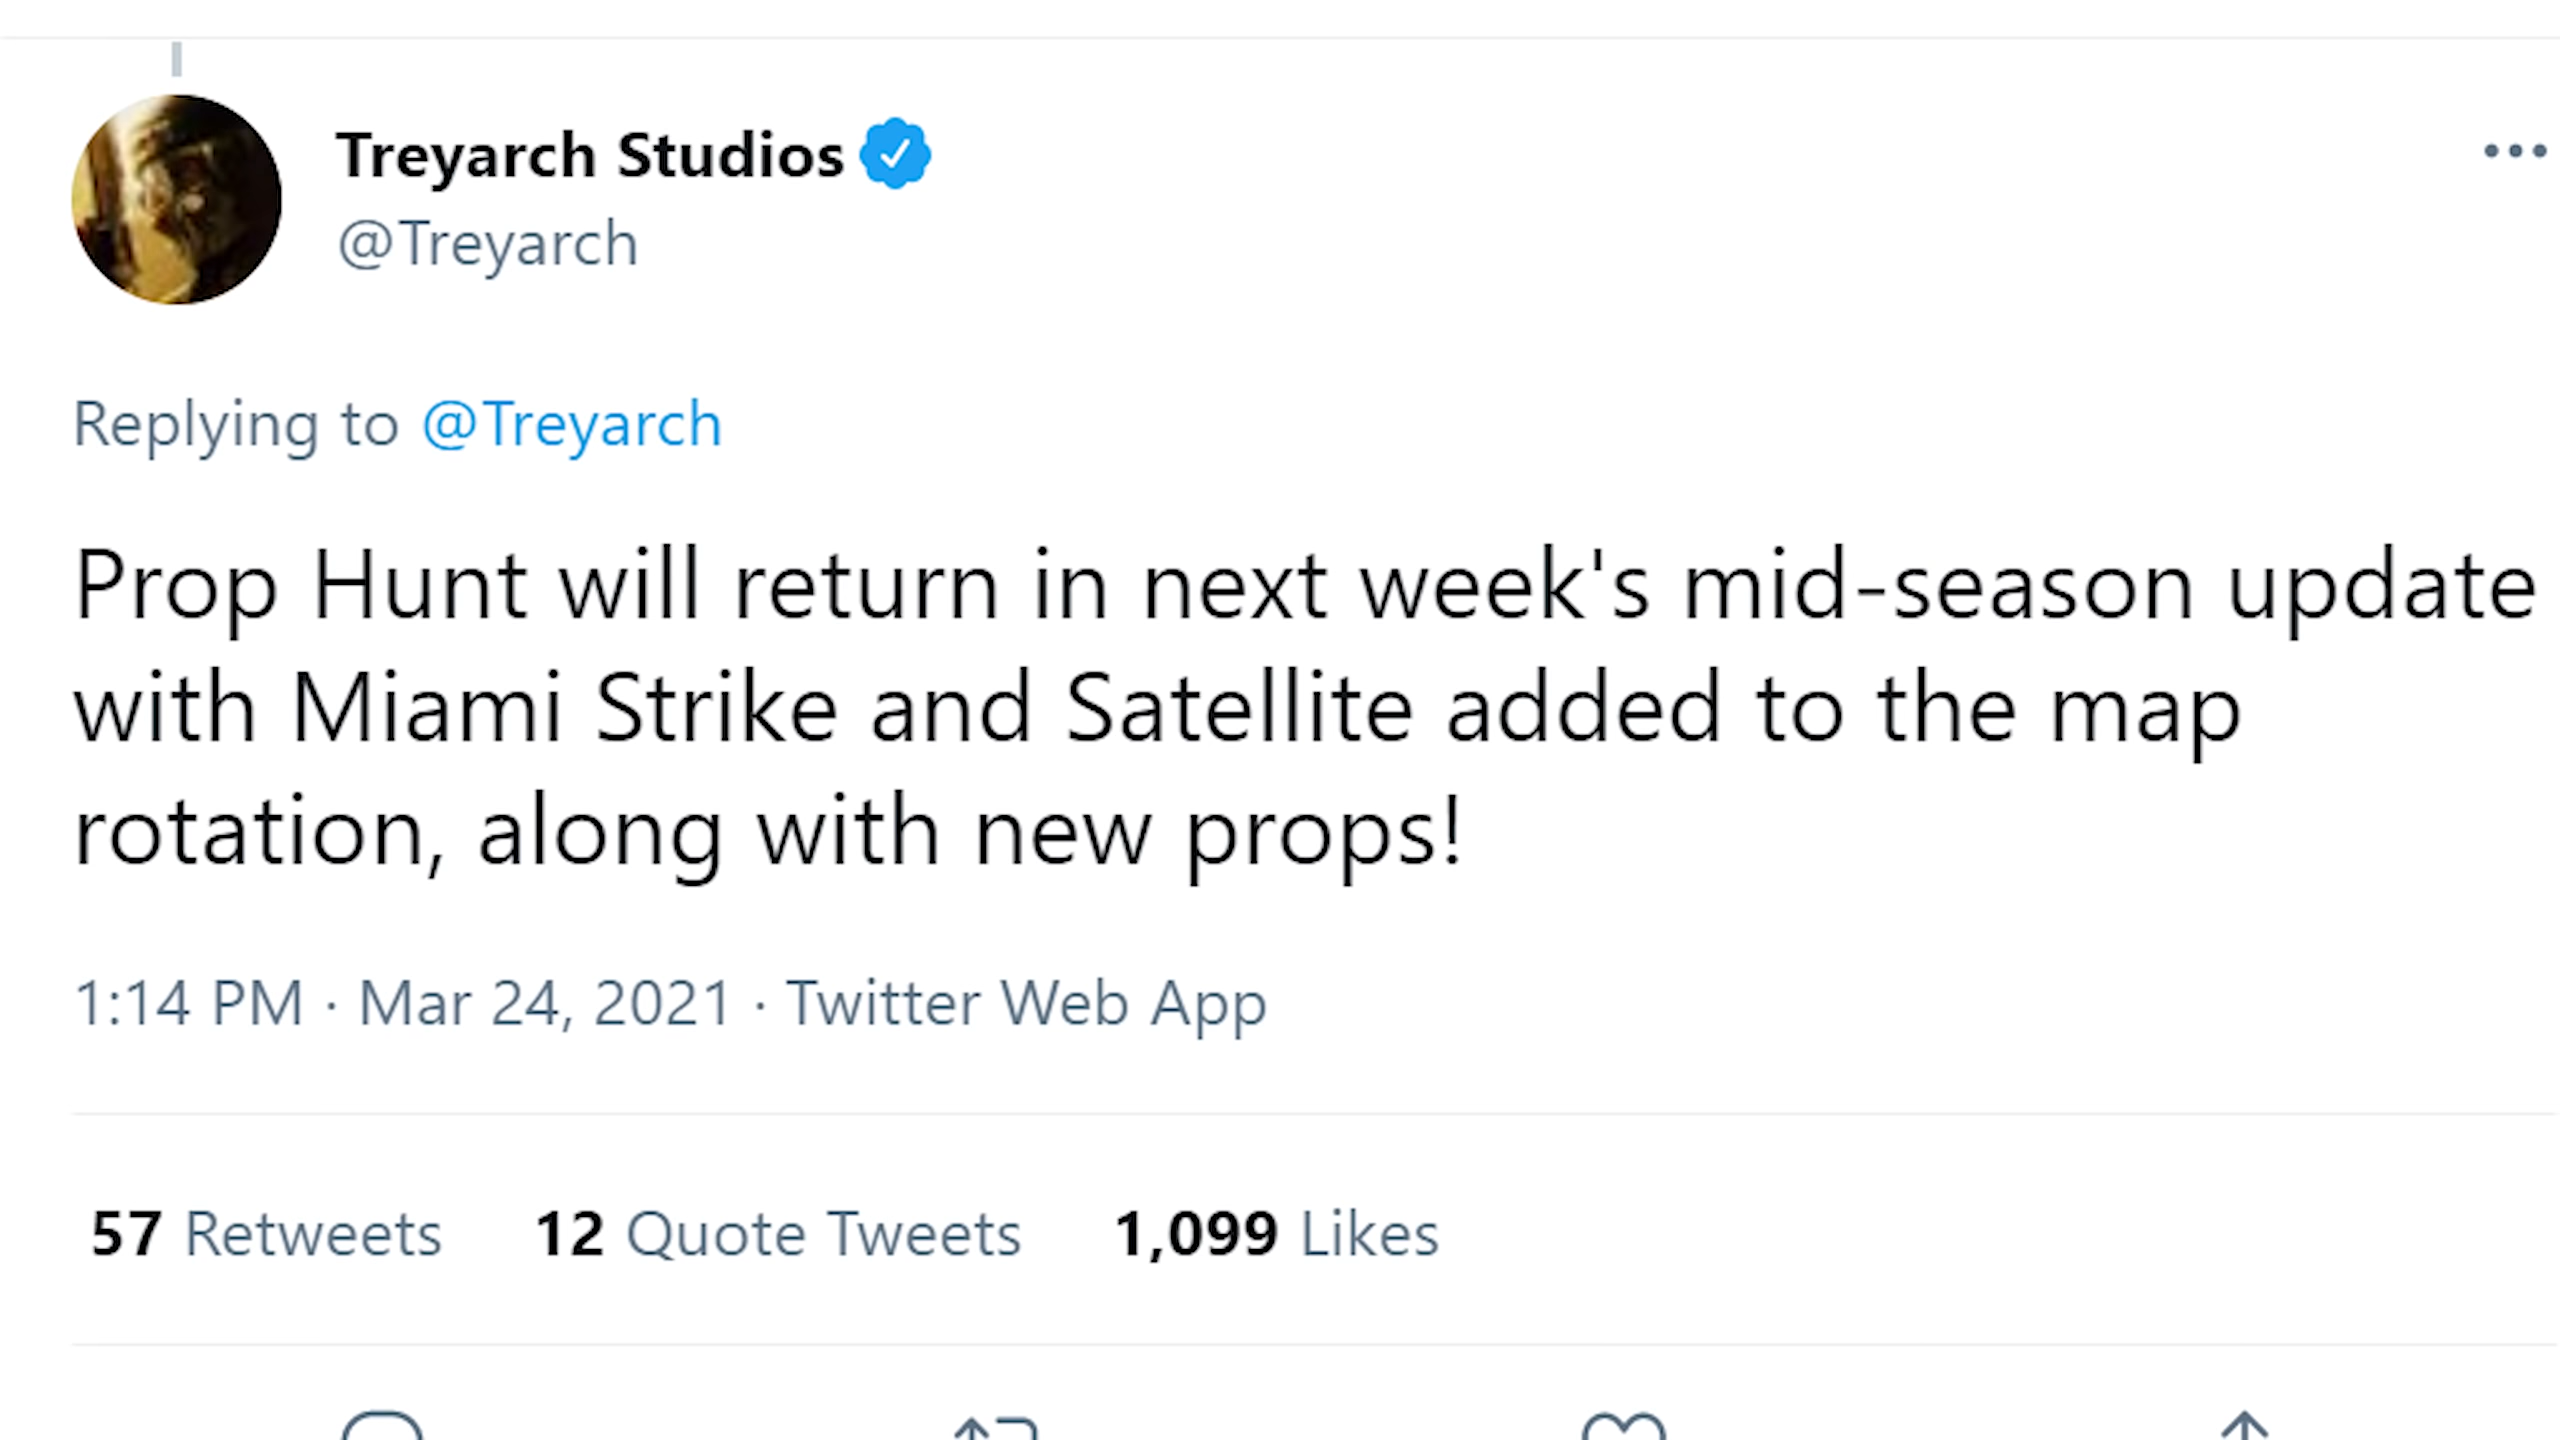 Treyarch Studios
@Treyarch
Replying to @Treyarch
Prop Hunt will return in next week's mid-season update
with Miami Strike and Satellite added to the map
rotation, along with new props!
1:14 PM · Mar 24, 2021 · Twitter Web App
57 Retweets 12 Quote Tweets 1,099 Likes